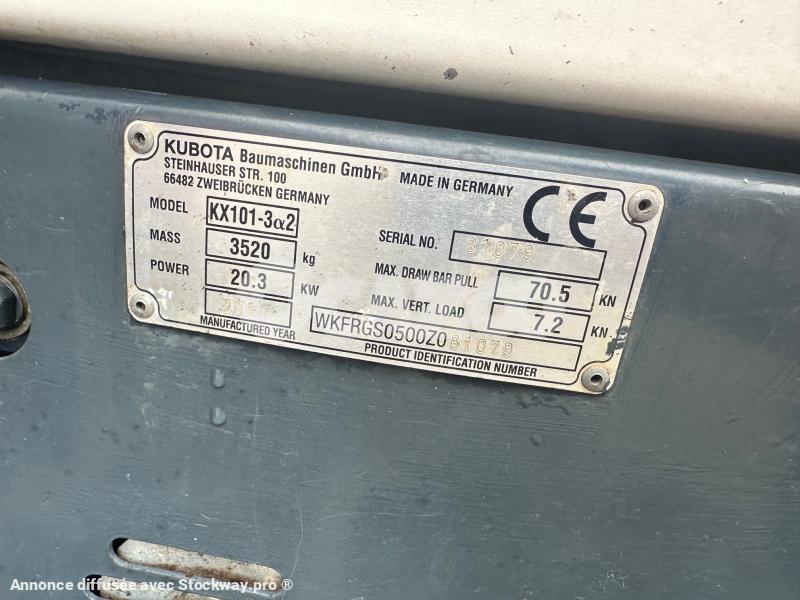 KUBOTA Baumaschinen GmbH
STEINHAUSER STR. 100
66482 ZWEIBRÜCKEN GERMANY
MADE IN GERMANY
CE
MODEL KX101-3α2
MASS 3520 kg
POWER 20.3 KW
MANUFACTURED YEAR
SERIAL NO. 81079
MAX. DRAW BAR PULL 70.5 KN
MAX. VERT. LOAD 7.2 KN
WKFRGS0500Z081079
PRODUCT IDENTIFICATION NUMBER
Annonce diffusée avec Stockway.pro ®